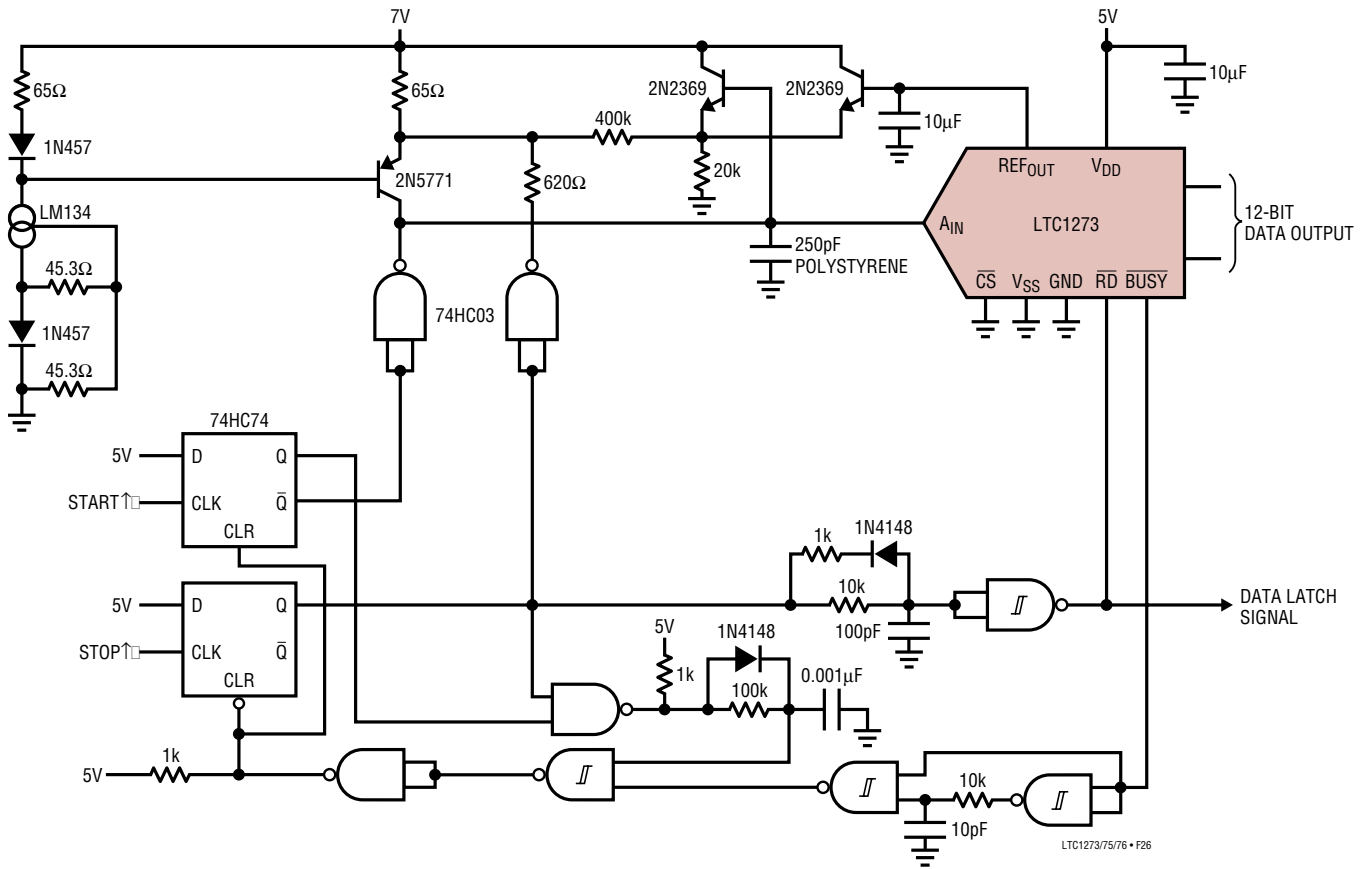 7V
5V
65Ω
65Ω
2N2369
2N2369
10µF
10µF
1N457
400k
2N5771
620Ω
20k
REFOUT
VDD
LM134
AIN
LTC1273
12-BIT
DATA OUTPUT
45.3Ω
250pF
POLYSTYRENE
CS
VSS
GND
RD
BUSY
1N457
74HC03
45.3Ω
74HC74
5V
D
Q
START↑
CLK
Q
CLR
1N4148
1k
5V
D
Q
10k
DATA LATCH
SIGNAL
100pF
STOP↑
CLK
Q
5V
1N4148
CLR
1k
0.001µF
100k
1k
5V
10k
10pF
LTC1273/75/76 • F26